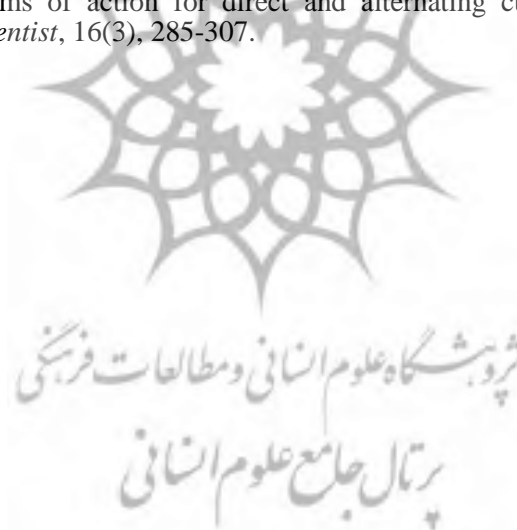 ms of action for direct and alternating c
entist, 16(3), 285-307.
پژوهشگاه علوم انسانی و مطالعات فرهنگی
پرتال جامع علوم انسانی